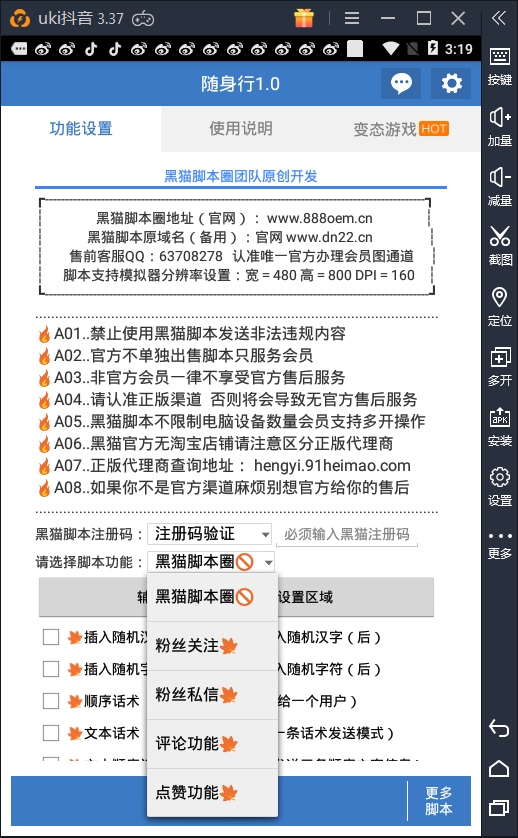 uki抖音 3.37
3:19
随身行1.0
功能设置
使用说明
变态游戏 HOT
黑猫脚本圈团队原创开发
黑猫脚本圈地址（官网）：www.888oem.cn
黑猫脚本原域名（备用）：官网 www.dn22.cn
售前客服QQ：63708278 认准唯一官方办理会员图通道
脚本支持模拟器分辨率设置：宽 = 480 高 = 800 DPI = 160
A01..禁止使用黑猫脚本发送非法违规内容
A02..官方不单独出售脚本只服务会员
A03..非官方会员一律不享受官方售后服务
A04..请认准正版渠道 否则将会导致无官方售后服务
A05..黑猫脚本不限制电脑设备数量会员支持多开操作
A06..黑猫官方无淘宝店铺请注意区分正版代理商
A07..正版代理商查询地址： hengyi.91heimao.com
A08..如果你不是官方渠道麻烦别想官方给你的售后
黑猫脚本注册码：
注册码验证
必须输入黑猫注册码
请选择脚本功能：
黑猫脚本圈
设置区域
黑猫脚本圈
粉丝关注
粉丝私信
评论功能
点赞功能
插入随机
入随机汉字（后）
插入随机
入随机字符（后）
顺序话术
给一个用户）
文本话术
一条话术发送模式）
更多
脚本
按键
加量
减量
截图
定位
多开
APK
安装
设置
更多